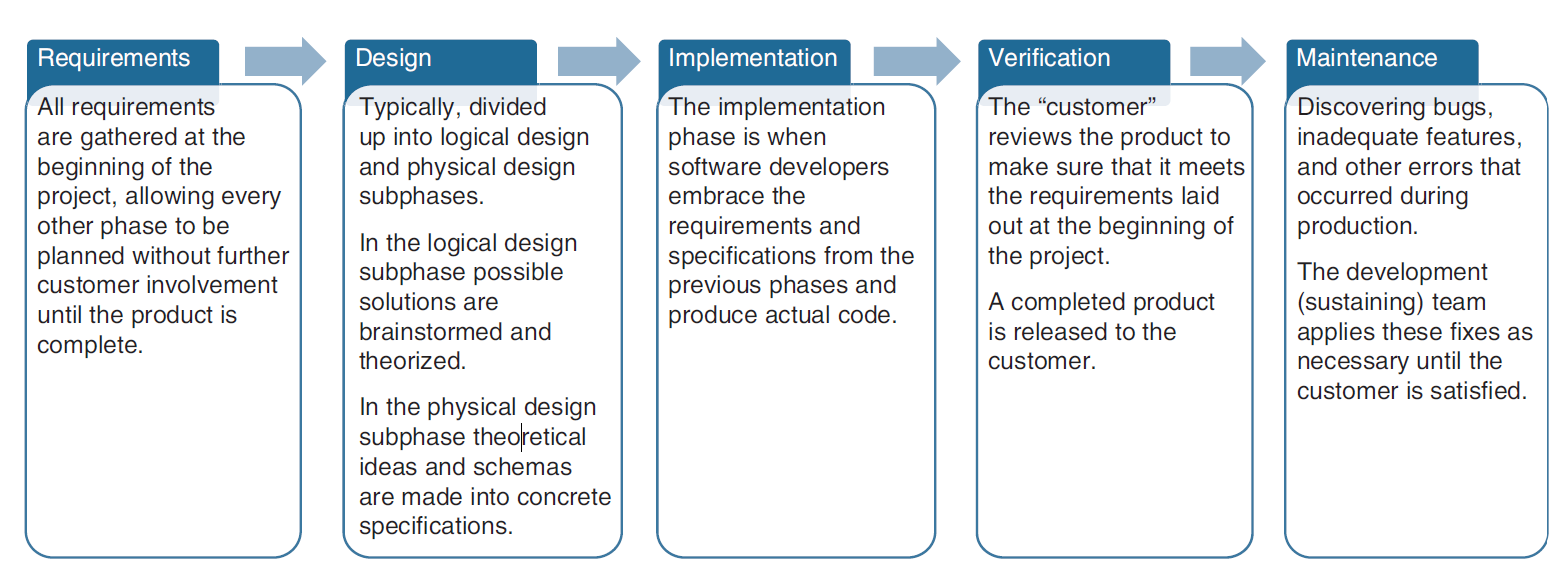 Requirements
All requirements
are gathered at the
beginning of the
project, allowing every
other phase to be
planned without further
customer involvement
until the product is
complete.
Design
Typically, divided
up into logical design
and physical design
subphases.
In the logical design
subphase possible
solutions are
brainstormed and
theorized.
In the physical design
subphase theoretical
ideas and schemas
are made into concrete
specifications.
Implementation
The implementation
phase is when
software developers
embrace the
requirements and
specifications from the
previous phases and
produce actual code.
Verification
The “customer”
reviews the product to
make sure that it meets
the requirements laid
out at the beginning of
the project.
A completed product
is released to the
customer.
Maintenance
Discovering bugs,
inadequate features,
and other errors that
occurred during
production.
The development
(sustaining) team
applies these fixes as
necessary until the
customer is satisfied.